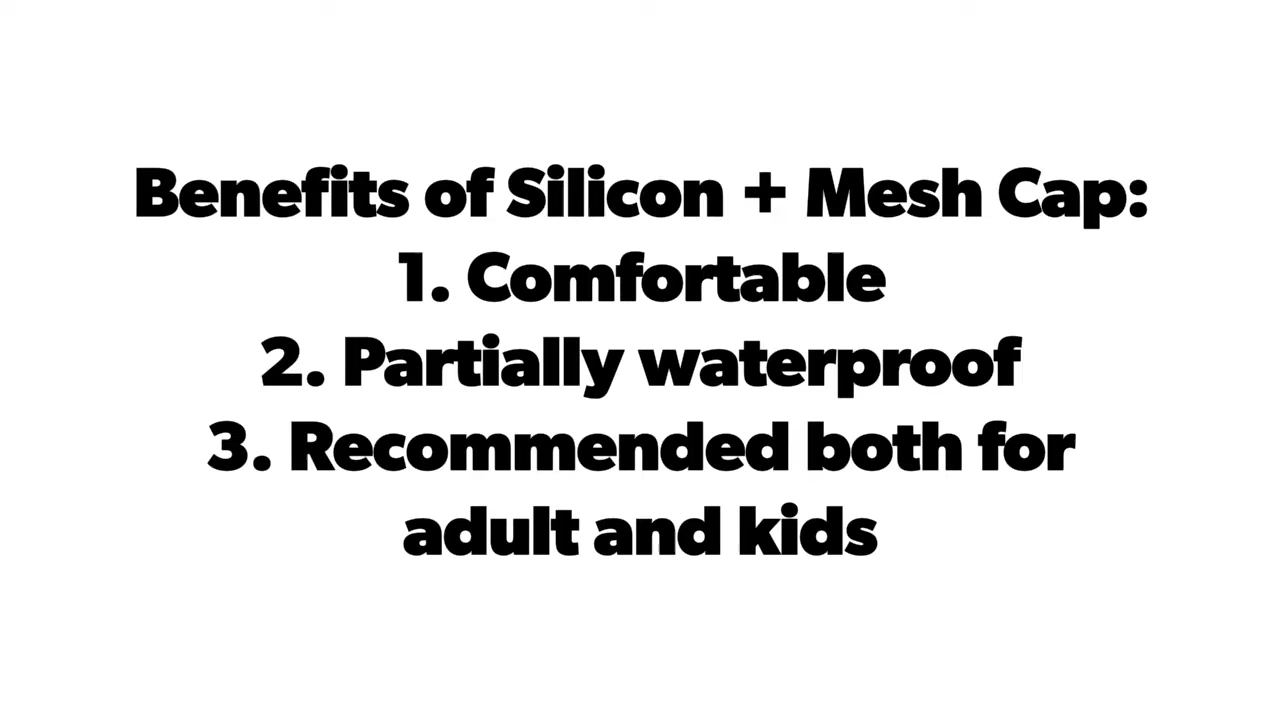 Benefits of Silicon + Mesh Cap:
1. Comfortable
2. Partially waterproof
3. Recommended both for
adult and kids